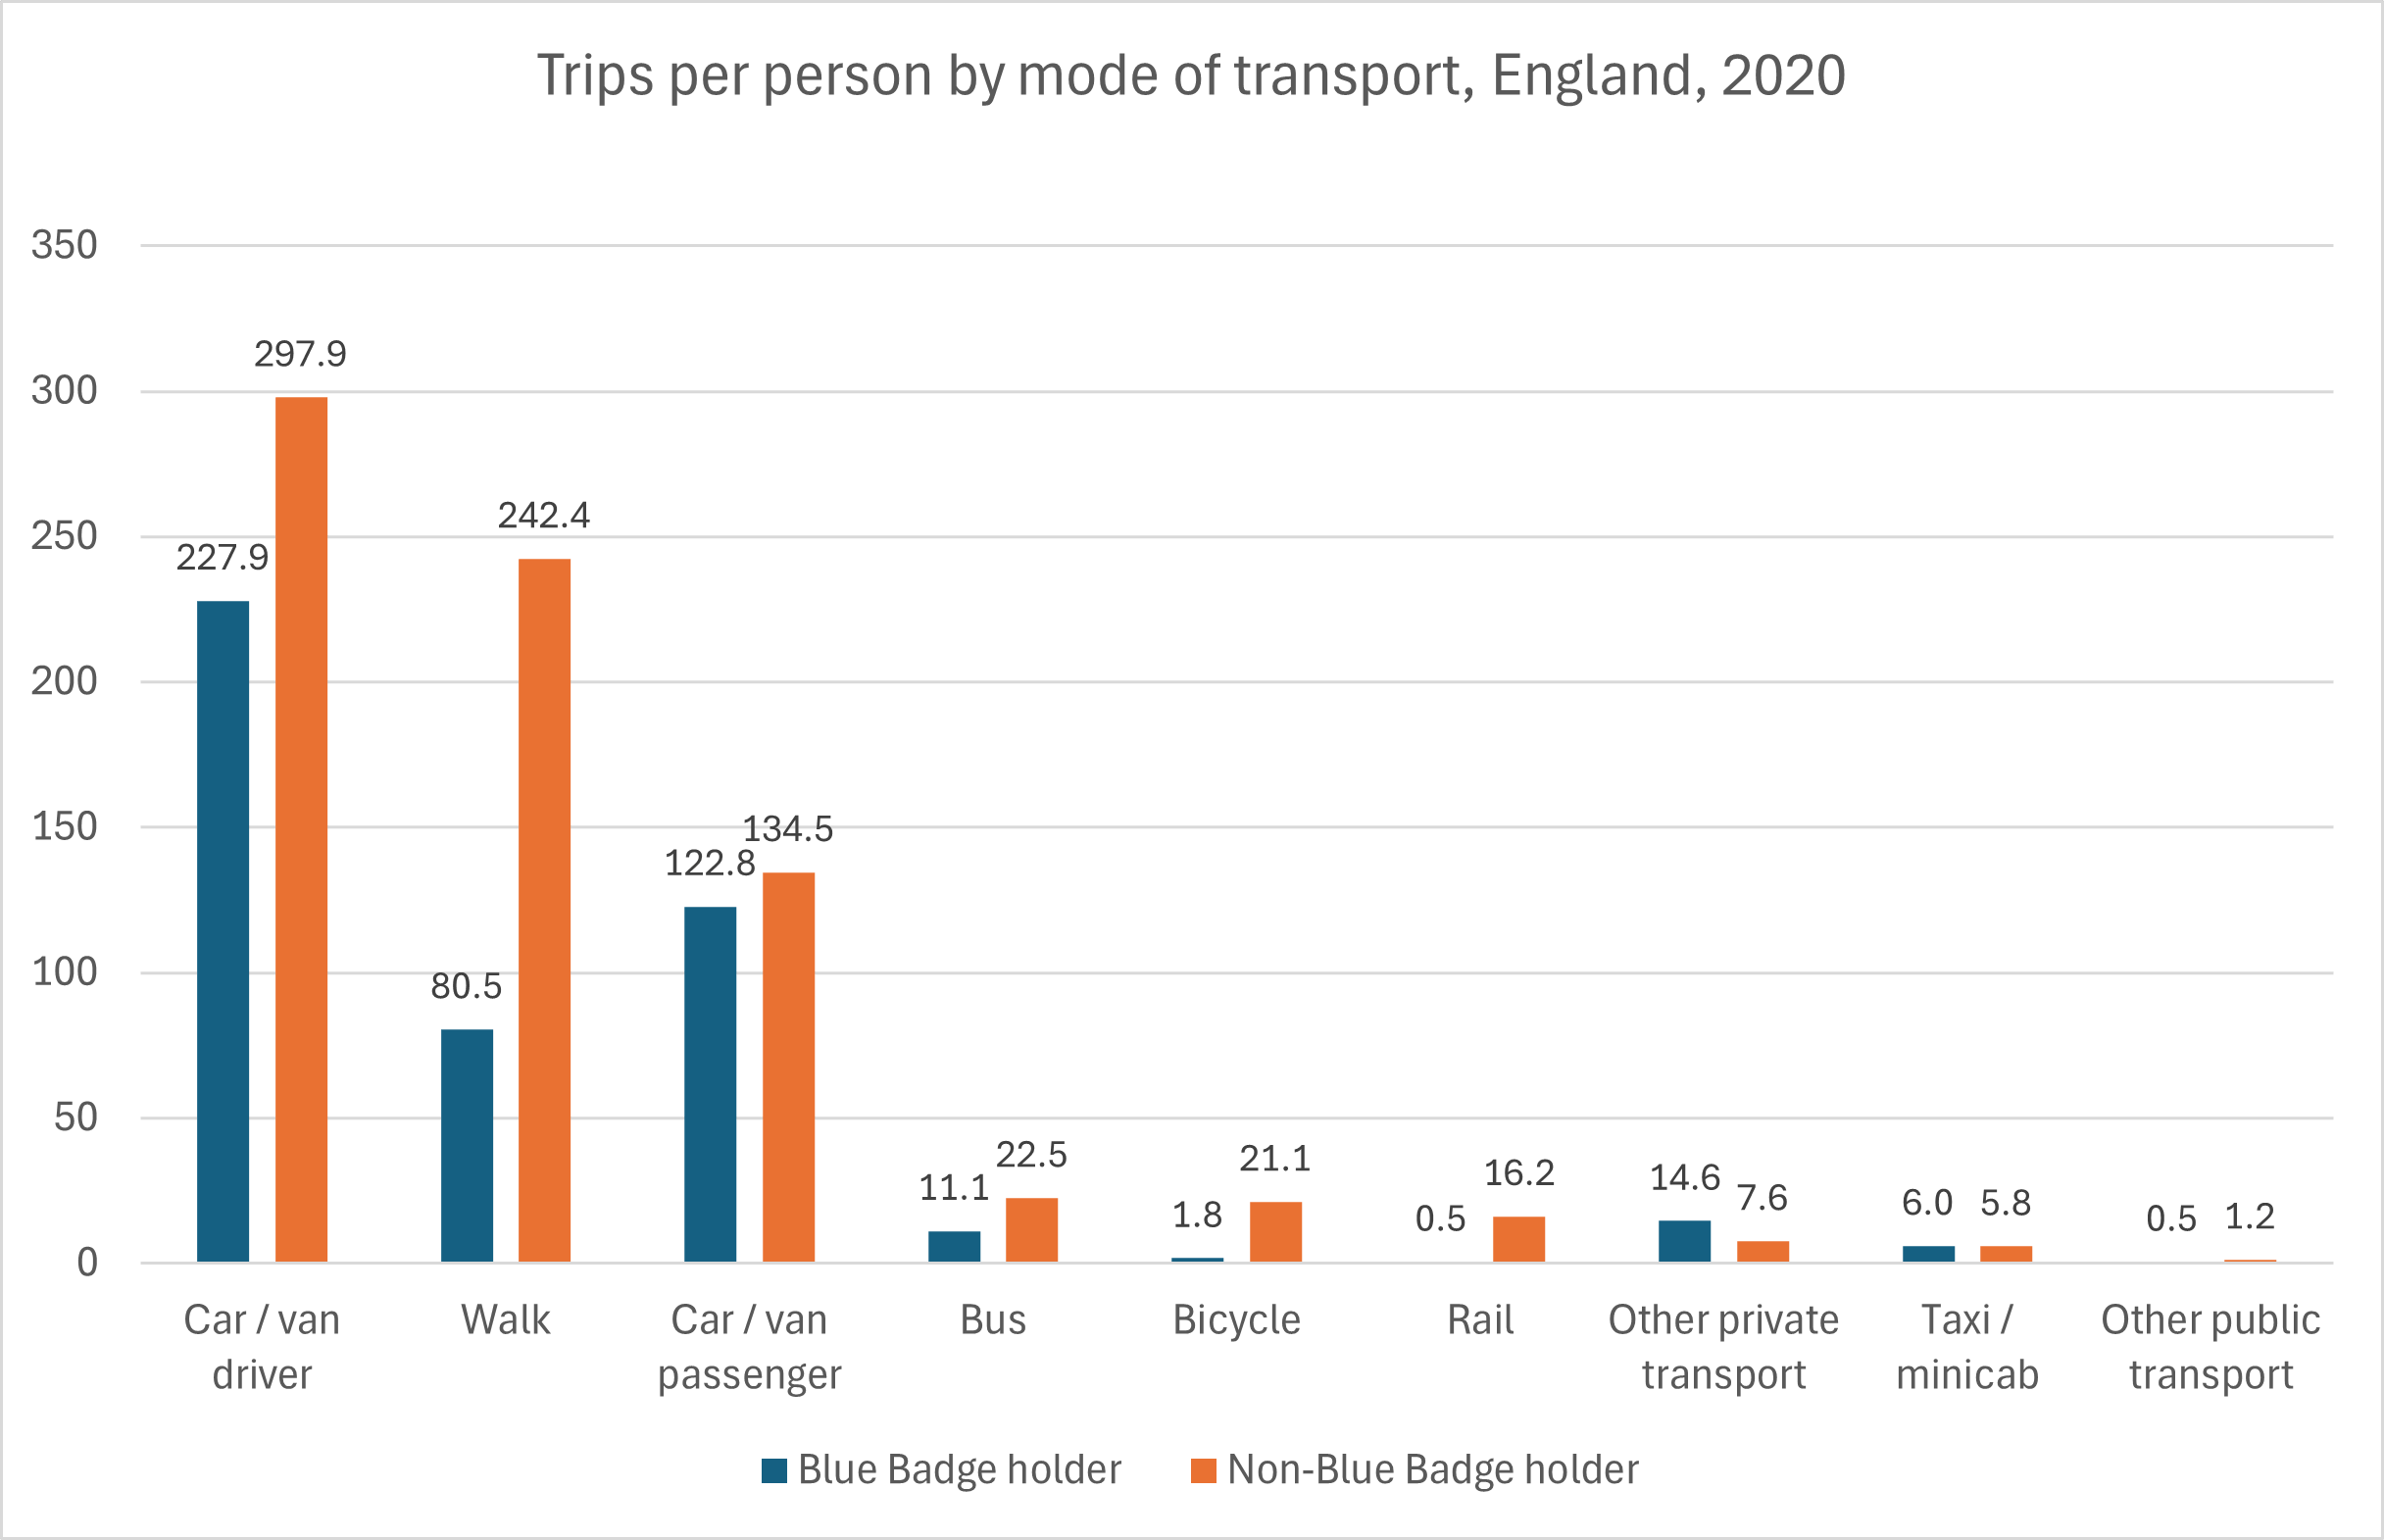 Trips per person by mode of transport, England, 2020
350
300
250
200
150
100
50
0
227.9
297.9
80.5
242.4
122.8
134.5
11.1
22.5
1.8
21.1
0.5
16.2
14.6
7.6
6.0
5.8
0.5
1.2
Car / van
driver
Walk
Car / van
passenger
Bus
Bicycle
Rail
Other private
transport
Taxi /
minicab
Other public
transport
Blue Badge holder
Non-Blue Badge holder